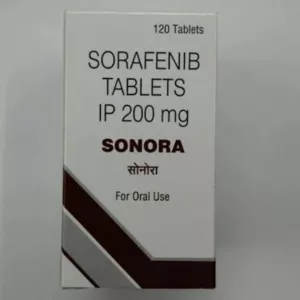 120 Tablets
SORAFENIB
TABLETS
IP 200 mg
SONORA
सोनोरा
For Oral Use